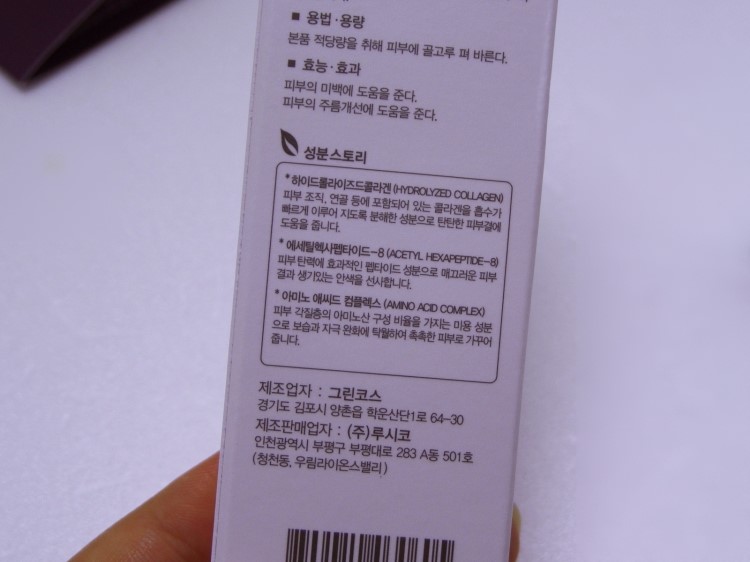 ■ 용법·용량
본품 적당량을 취해 피부에 골고루 펴 바른다.
■ 효능·효과
피부의 미백에 도움을 준다.
피부의 주름개선에 도움을 준다.
성분스토리
* 하이드롤라이즈드콜라겐 (HYDROLYZED COLLAGEN)
피부 조직, 연골 등에 포함되어 있는 콜라겐을 흡수가
빠르게 이루어 지도록 분해한 성분으로 탄탄한 피부결에
도움을 줍니다.
* 에세틸헥사펩타이드-8 (ACETYL HEXAPEPTIDE-8)
피부 탄력에 효과적인 펩타이드 성분으로 매끄러운 피부
결과 생기있는 안색을 선사합니다.
* 아미노 애씨드 컴플렉스 (AMINO ACID COMPLEX)
피부 각질층의 아미노산 구성 비율을 가지는 미용 성분
으로 보습과 자극 완화에 탁월하여 촉촉한 피부로 가꾸어
줍니다.
제조업자 : 그린코스
경기도 김포시 양촌읍 학운산단1로 64-30
제조판매업자 : (주)루시코
인천광역시 부평구 부평대로 283 A동 501호
(청천동, 우림라이온스밸리)